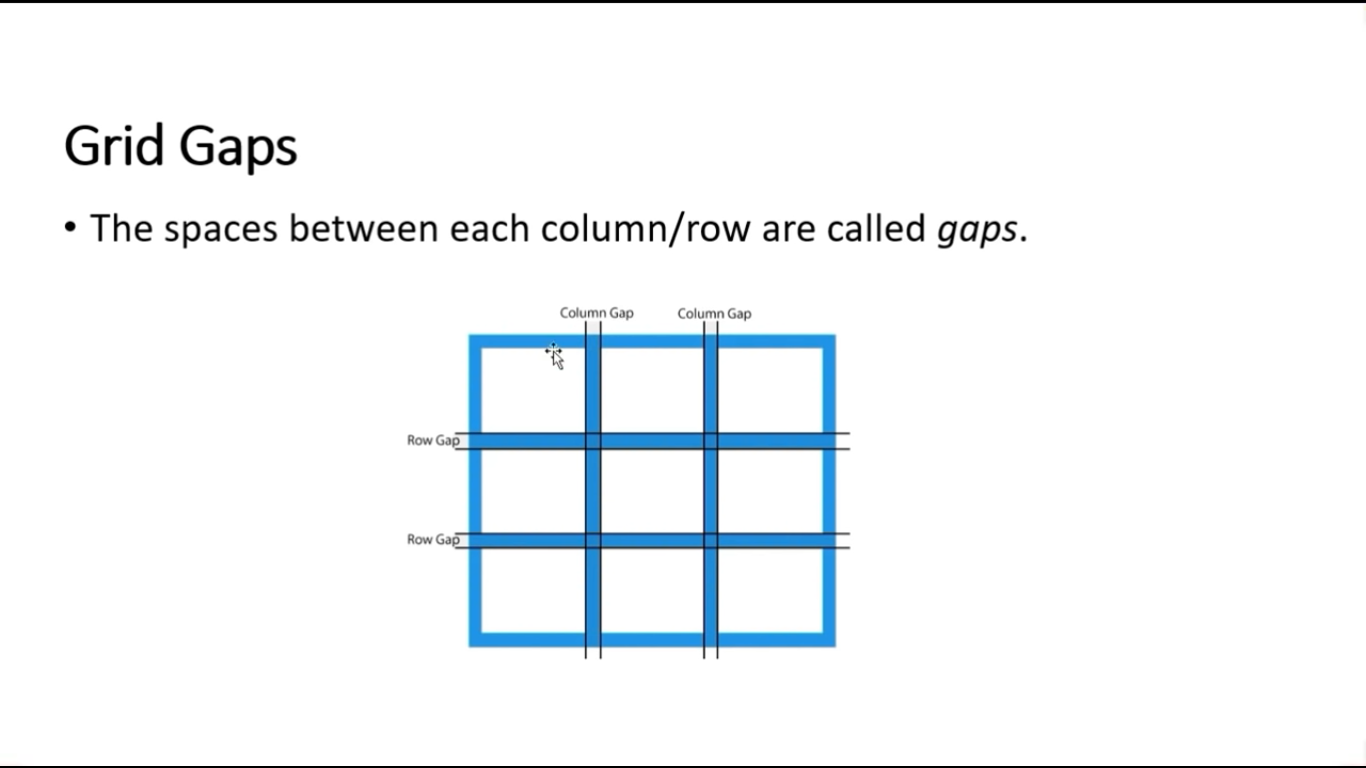 Grid Gaps
• The spaces between each column/row are called gaps.
Column Gap Column Gap
Row Gap
Row Gap